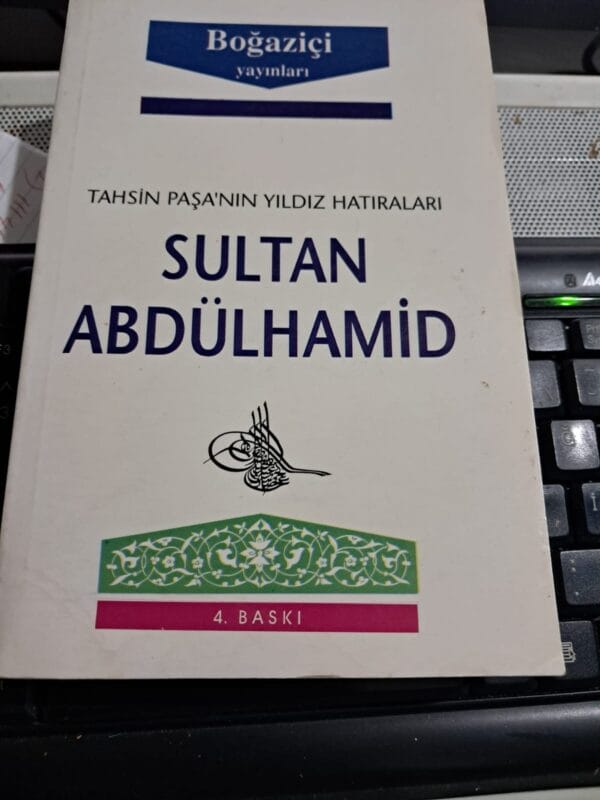 Boğaziçi
yayınları
TAHSİN PAŞA'NIN YILDIZ HATIRALARI
SULTAN
ABDÜLHAMİD
4. BASKI